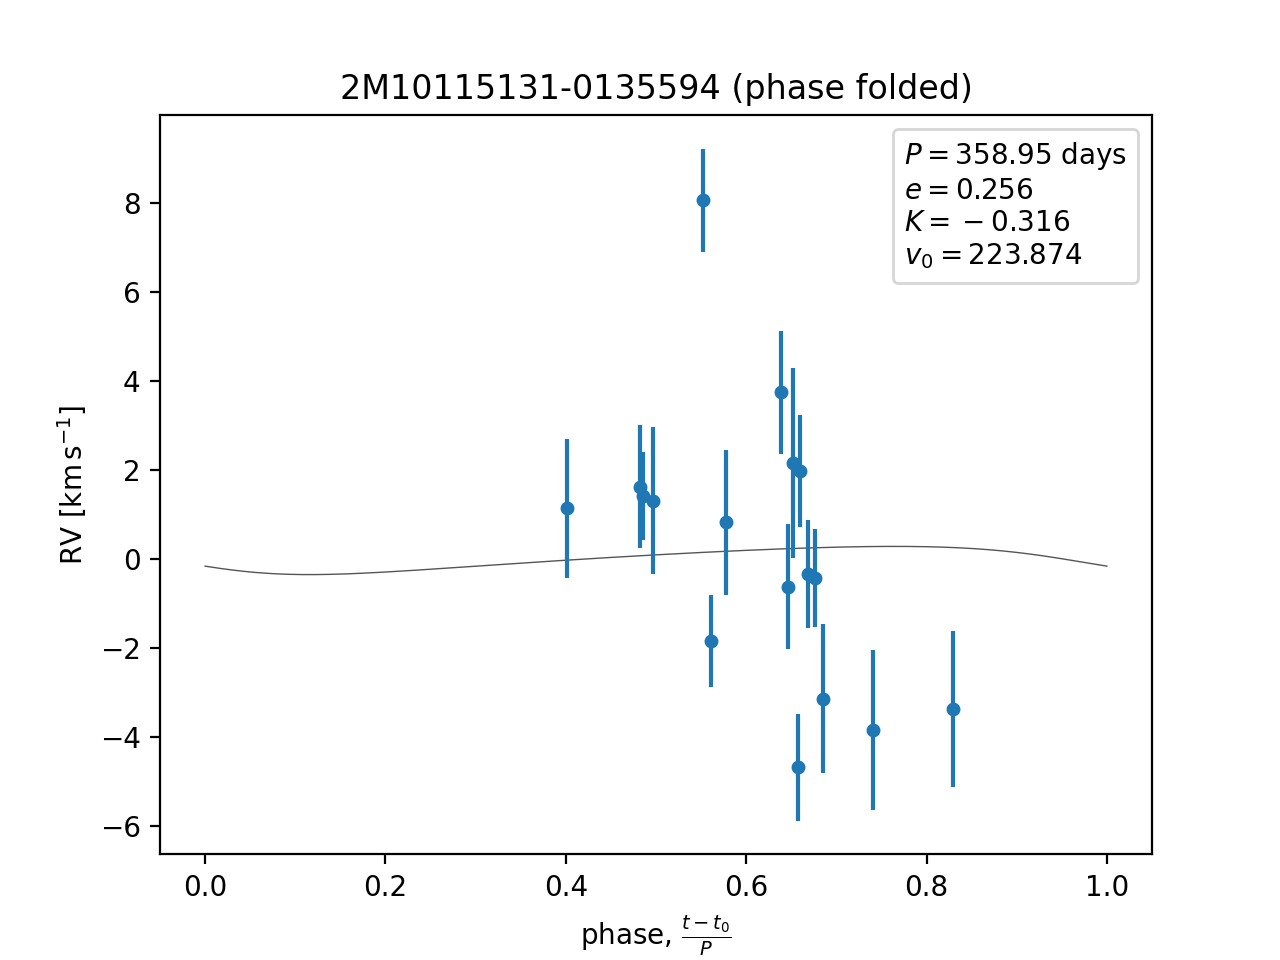 2M10115131-0135594 (phase folded)
P = 358.95 days
e = 0.256
K = −0.316
v₀ = 223.874
RV [km s⁻¹]
8
6
4
2
0
−2
−4
−6
0.0 0.2 0.4 0.6 0.8 1.0
phase, (t − t₀)/P